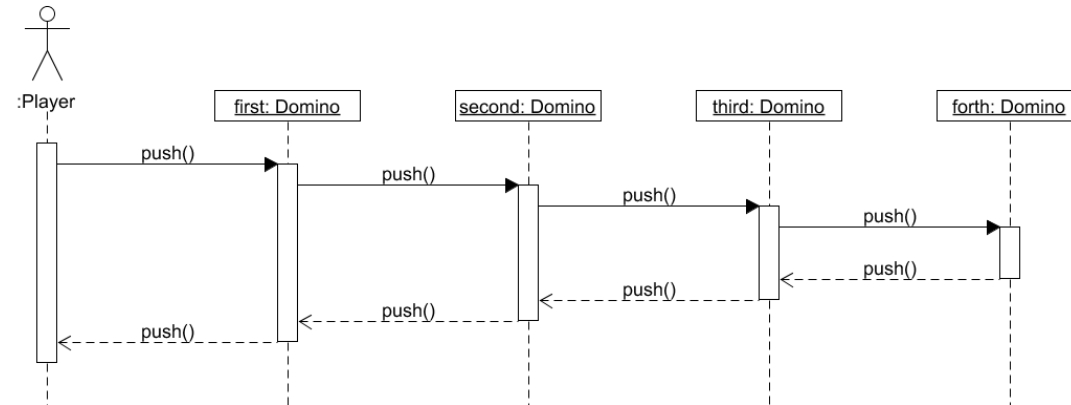 :Player
first: Domino
second: Domino
third: Domino
forth: Domino
push()
push()
push()
push()
push()
push()
push()
push()